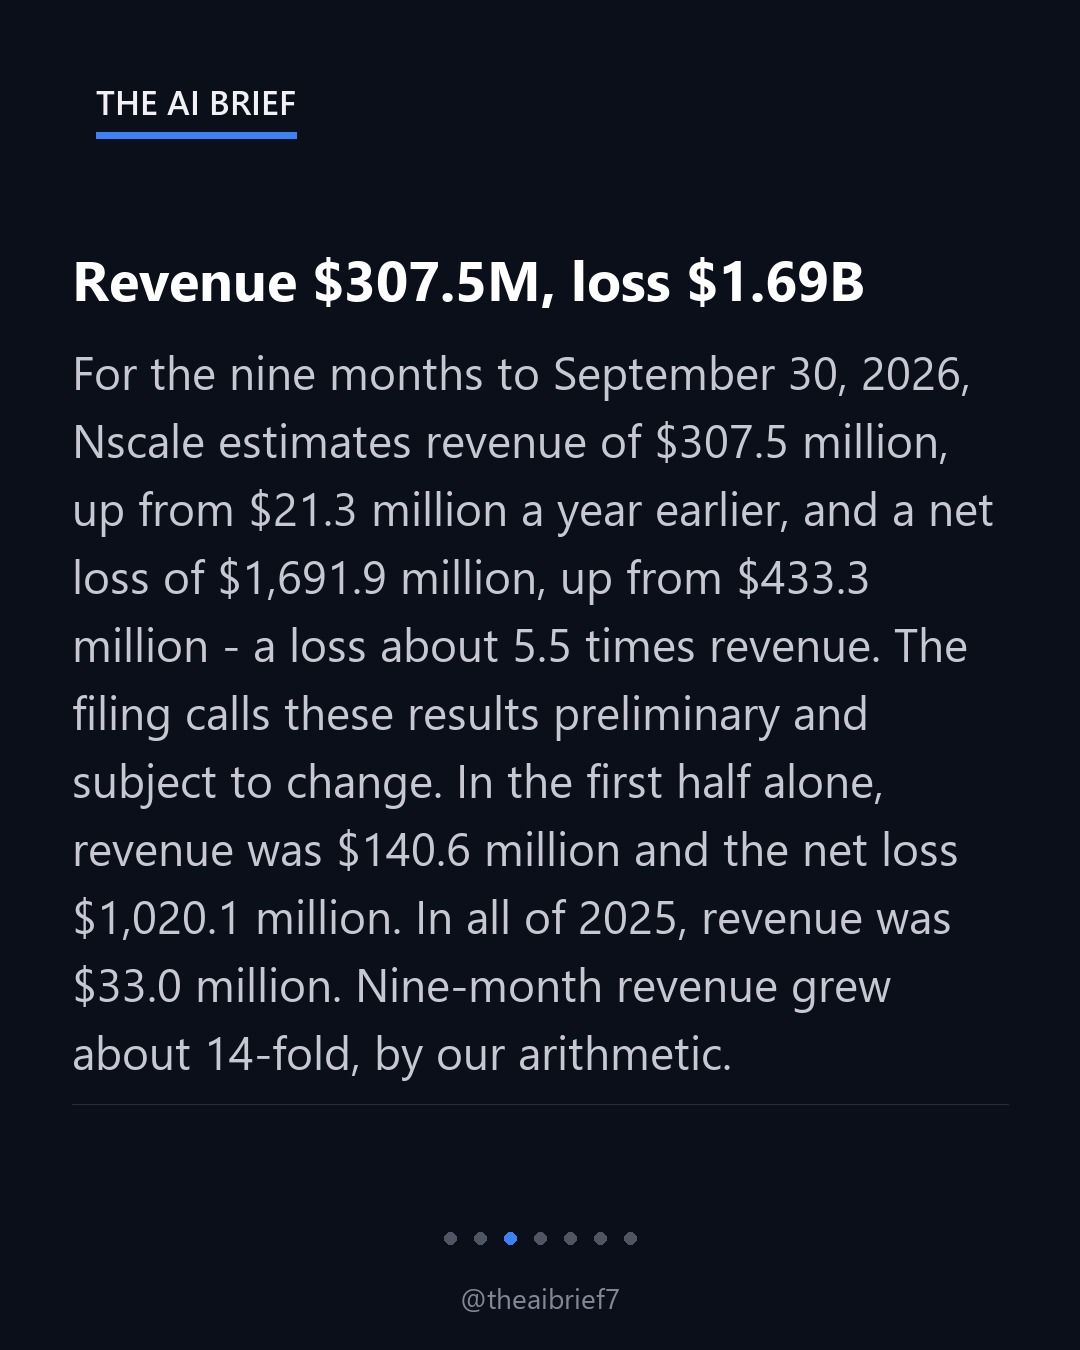 THE AI BRIEF
Revenue $307.5M, loss $1.69B
For the nine months to September 30, 2026,
Nscale estimates revenue of $307.5 million,
up from $21.3 million a year earlier, and a net
loss of $1,691.9 million, up from $433.3
million - a loss about 5.5 times revenue. The
filing calls these results preliminary and
subject to change. In the first half alone,
revenue was $140.6 million and the net loss
$1,020.1 million. In all of 2025, revenue was
$33.0 million. Nine-month revenue grew
about 14-fold, by our arithmetic.
@theaibrief7